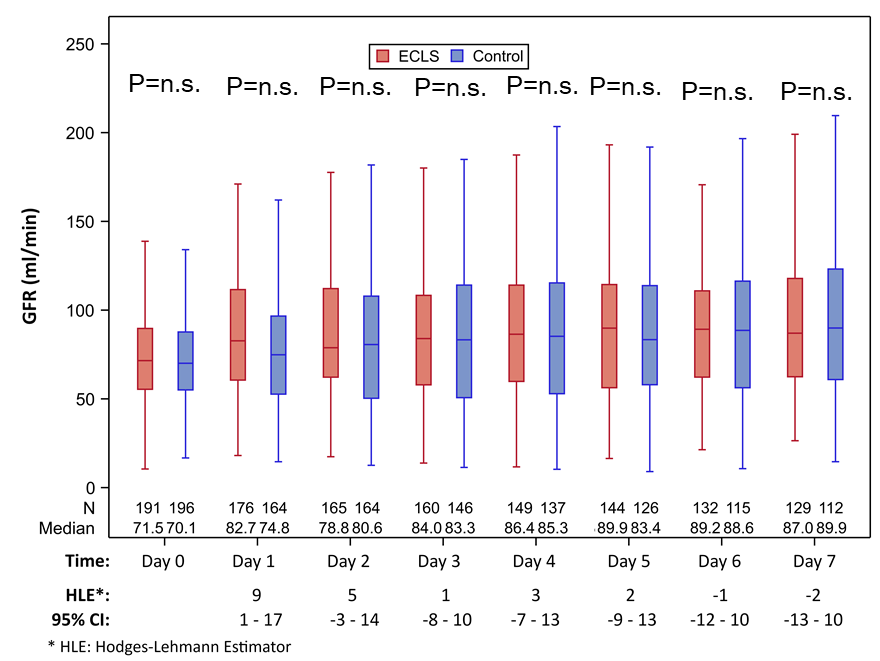 250
ECLS Control
P=n.s. P=n.s. P=n.s. P=n.s. P=n.s. P=n.s. P=n.s. P=n.s.
200
150
GFR (ml/min)
100
50
0
N 191 196 176 164 165 164 160 146 149 137 144 126 132 115 129 112
Median 71.5 70.1 82.7 74.8 78.8 80.6 84.0 83.3 86.4 85.3 89.9 83.4 89.2 88.6 87.0 89.9
Time: Day 0 Day 1 Day 2 Day 3 Day 4 Day 5 Day 6 Day 7
HLE*: 9 5 1 3 2 -1 -2
95% CI: 1 - 17 -3 - 14 -8 - 10 -7 - 13 -9 - 13 -12 - 10 -13 - 10
* HLE: Hodges-Lehmann Estimator